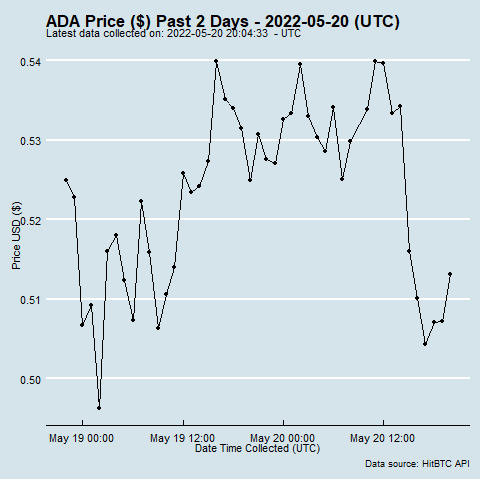 ADA Price ($) Past 2 Days - 2022-05-20 (UTC)
Latest data collected on: 2022-05-20 20:04:33 - UTC
0.54
0.53
0.52
0.51
0.50
Price USD ($)
May 19 00:00 May 19 12:00 May 20 00:00 May 20 12:00
Date Time Collected (UTC)
Data source: HitBTC API